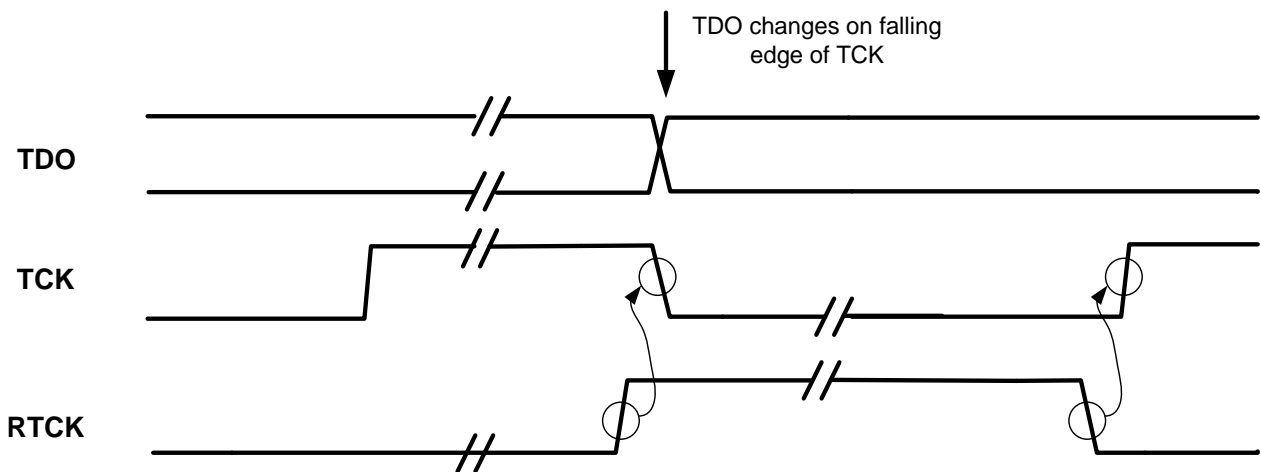 TDO changes on falling
edge of TCK
TDO
TCK
RTCK